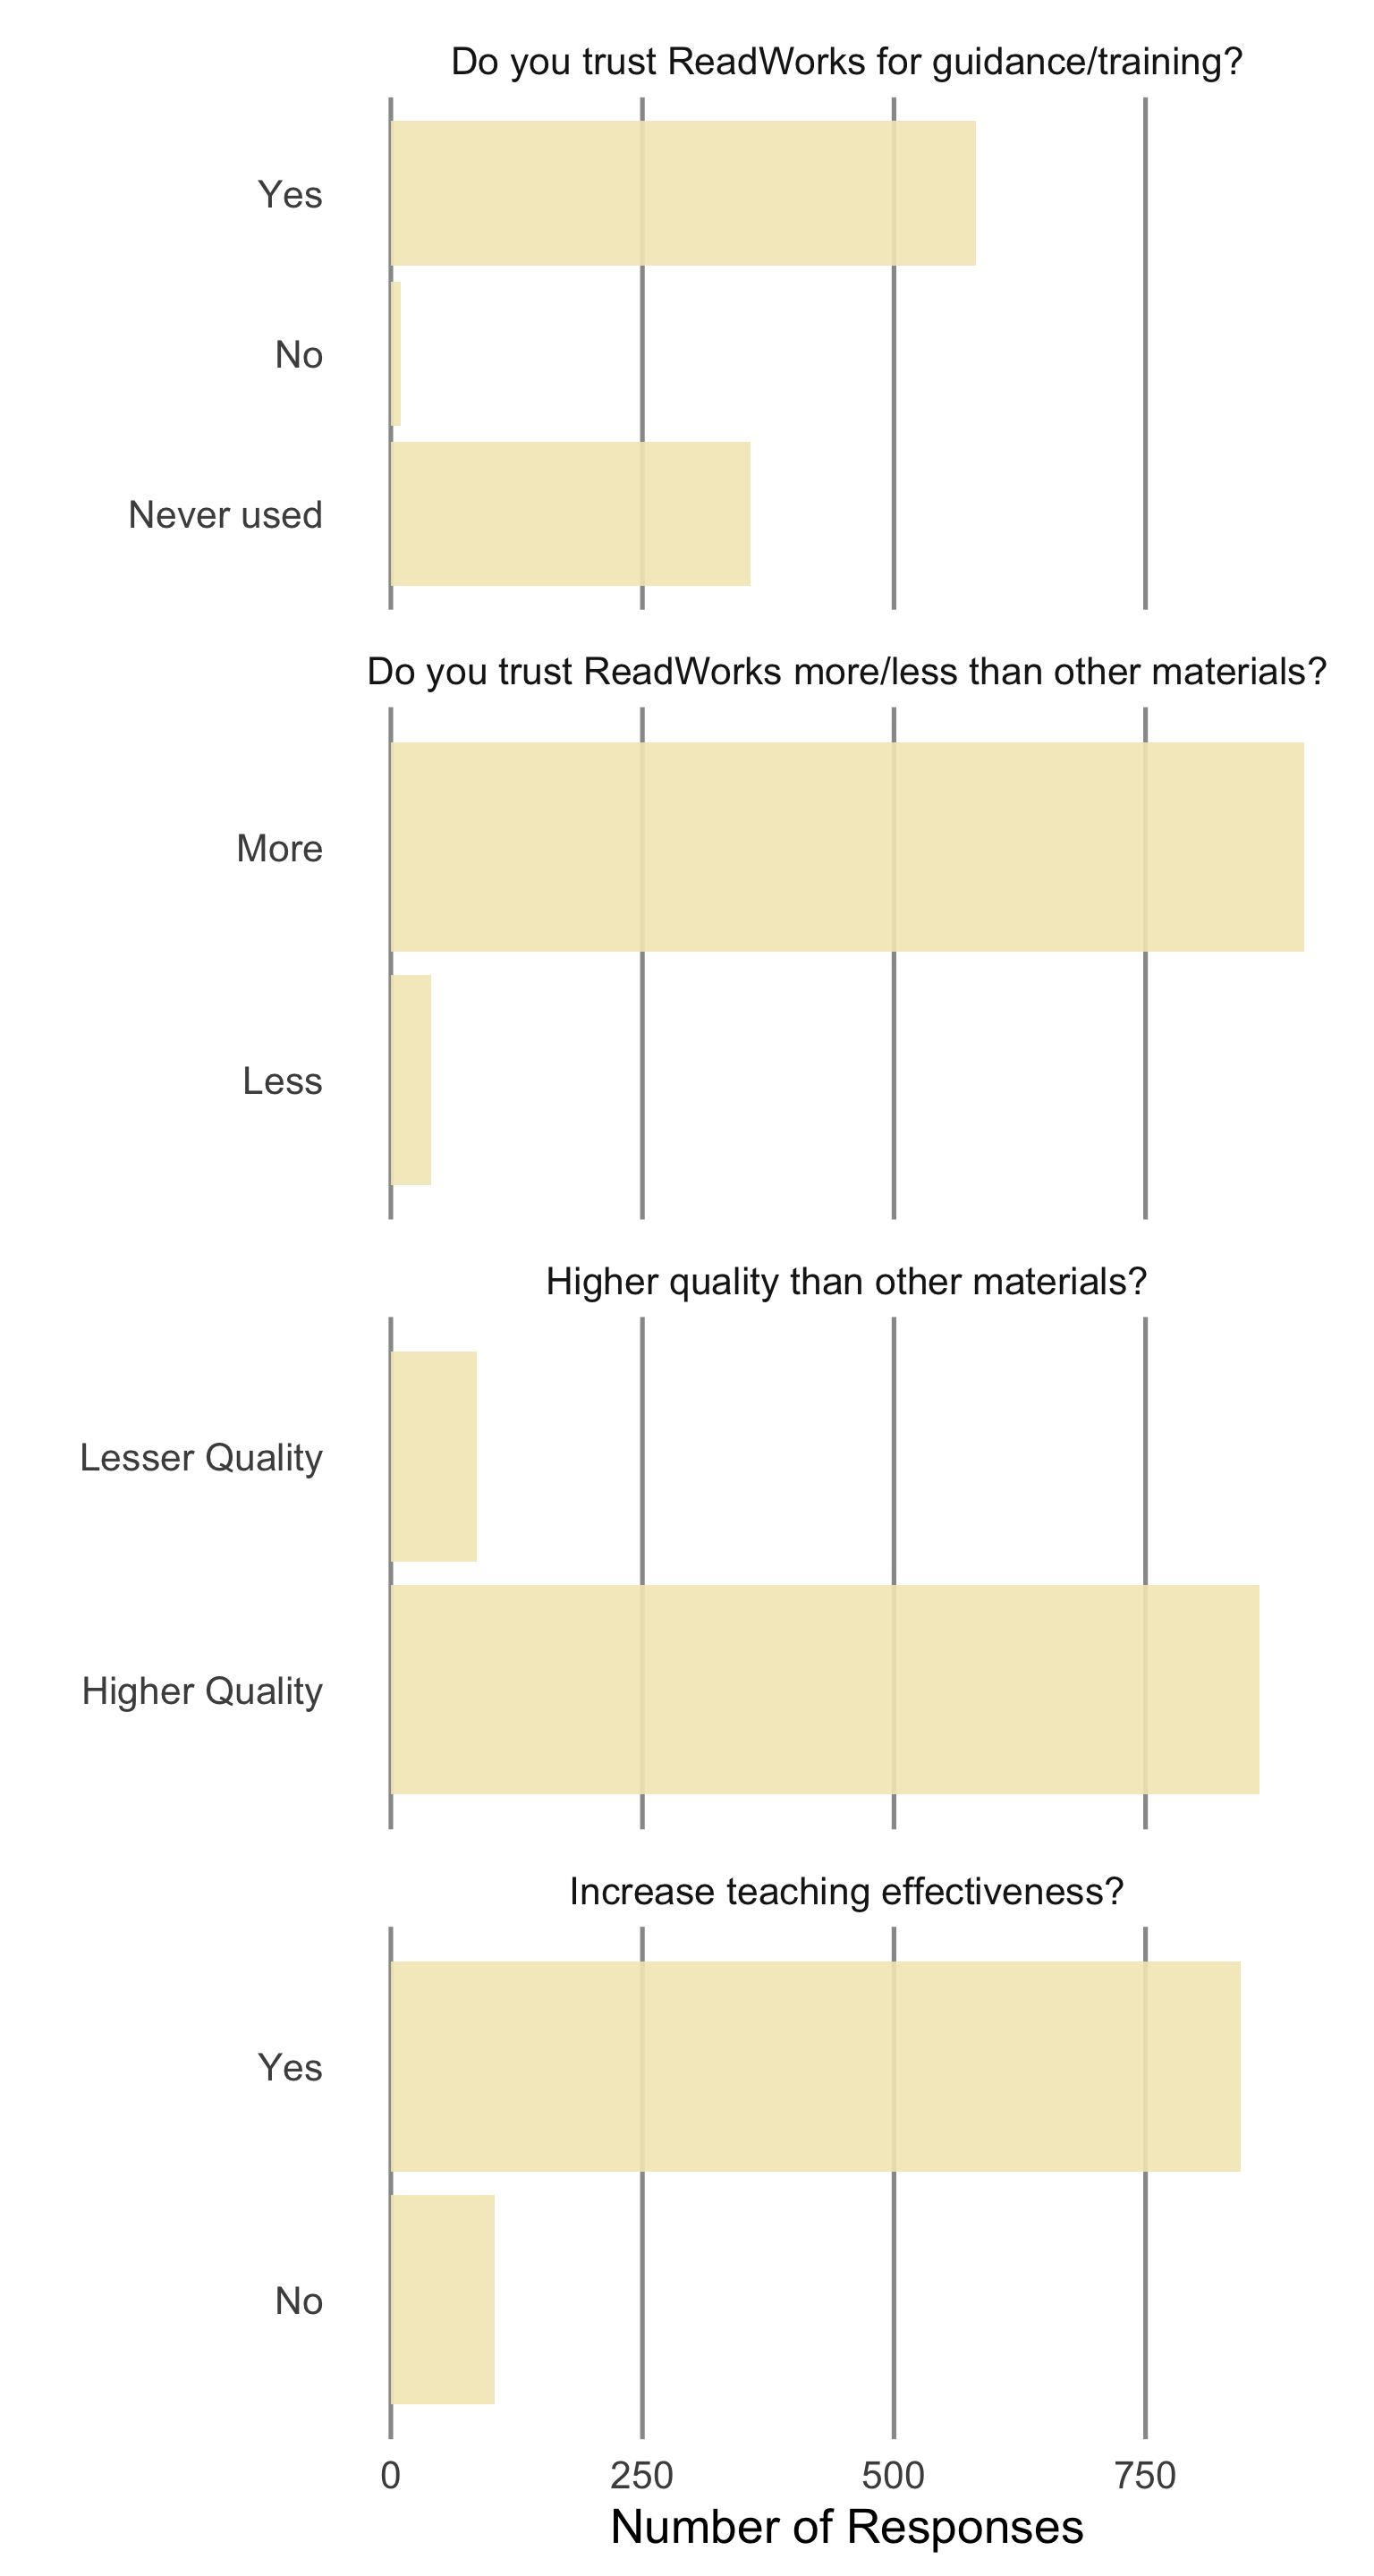 Do you trust ReadWorks for guidance/training?
Yes
No
Never used
Do you trust ReadWorks more/less than other materials?
More
Less
Higher quality than other materials?
Lesser Quality
Higher Quality
Increase teaching effectiveness?
Yes
No
0 250 500 750
Number of Responses